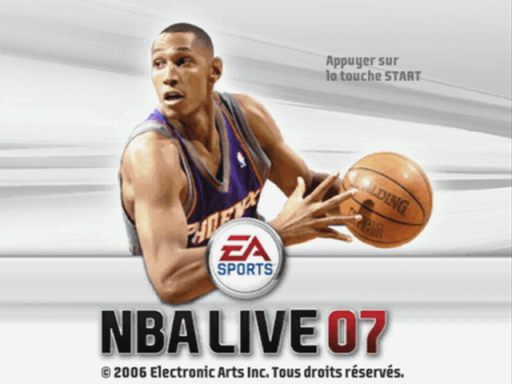 Appuyer sur
la touche START
SPALDING
NBA
PHOENIX
EA
SPORTS
NBA LIVE 07
© 2006 Electronic Arts Inc. Tous droits réservés.